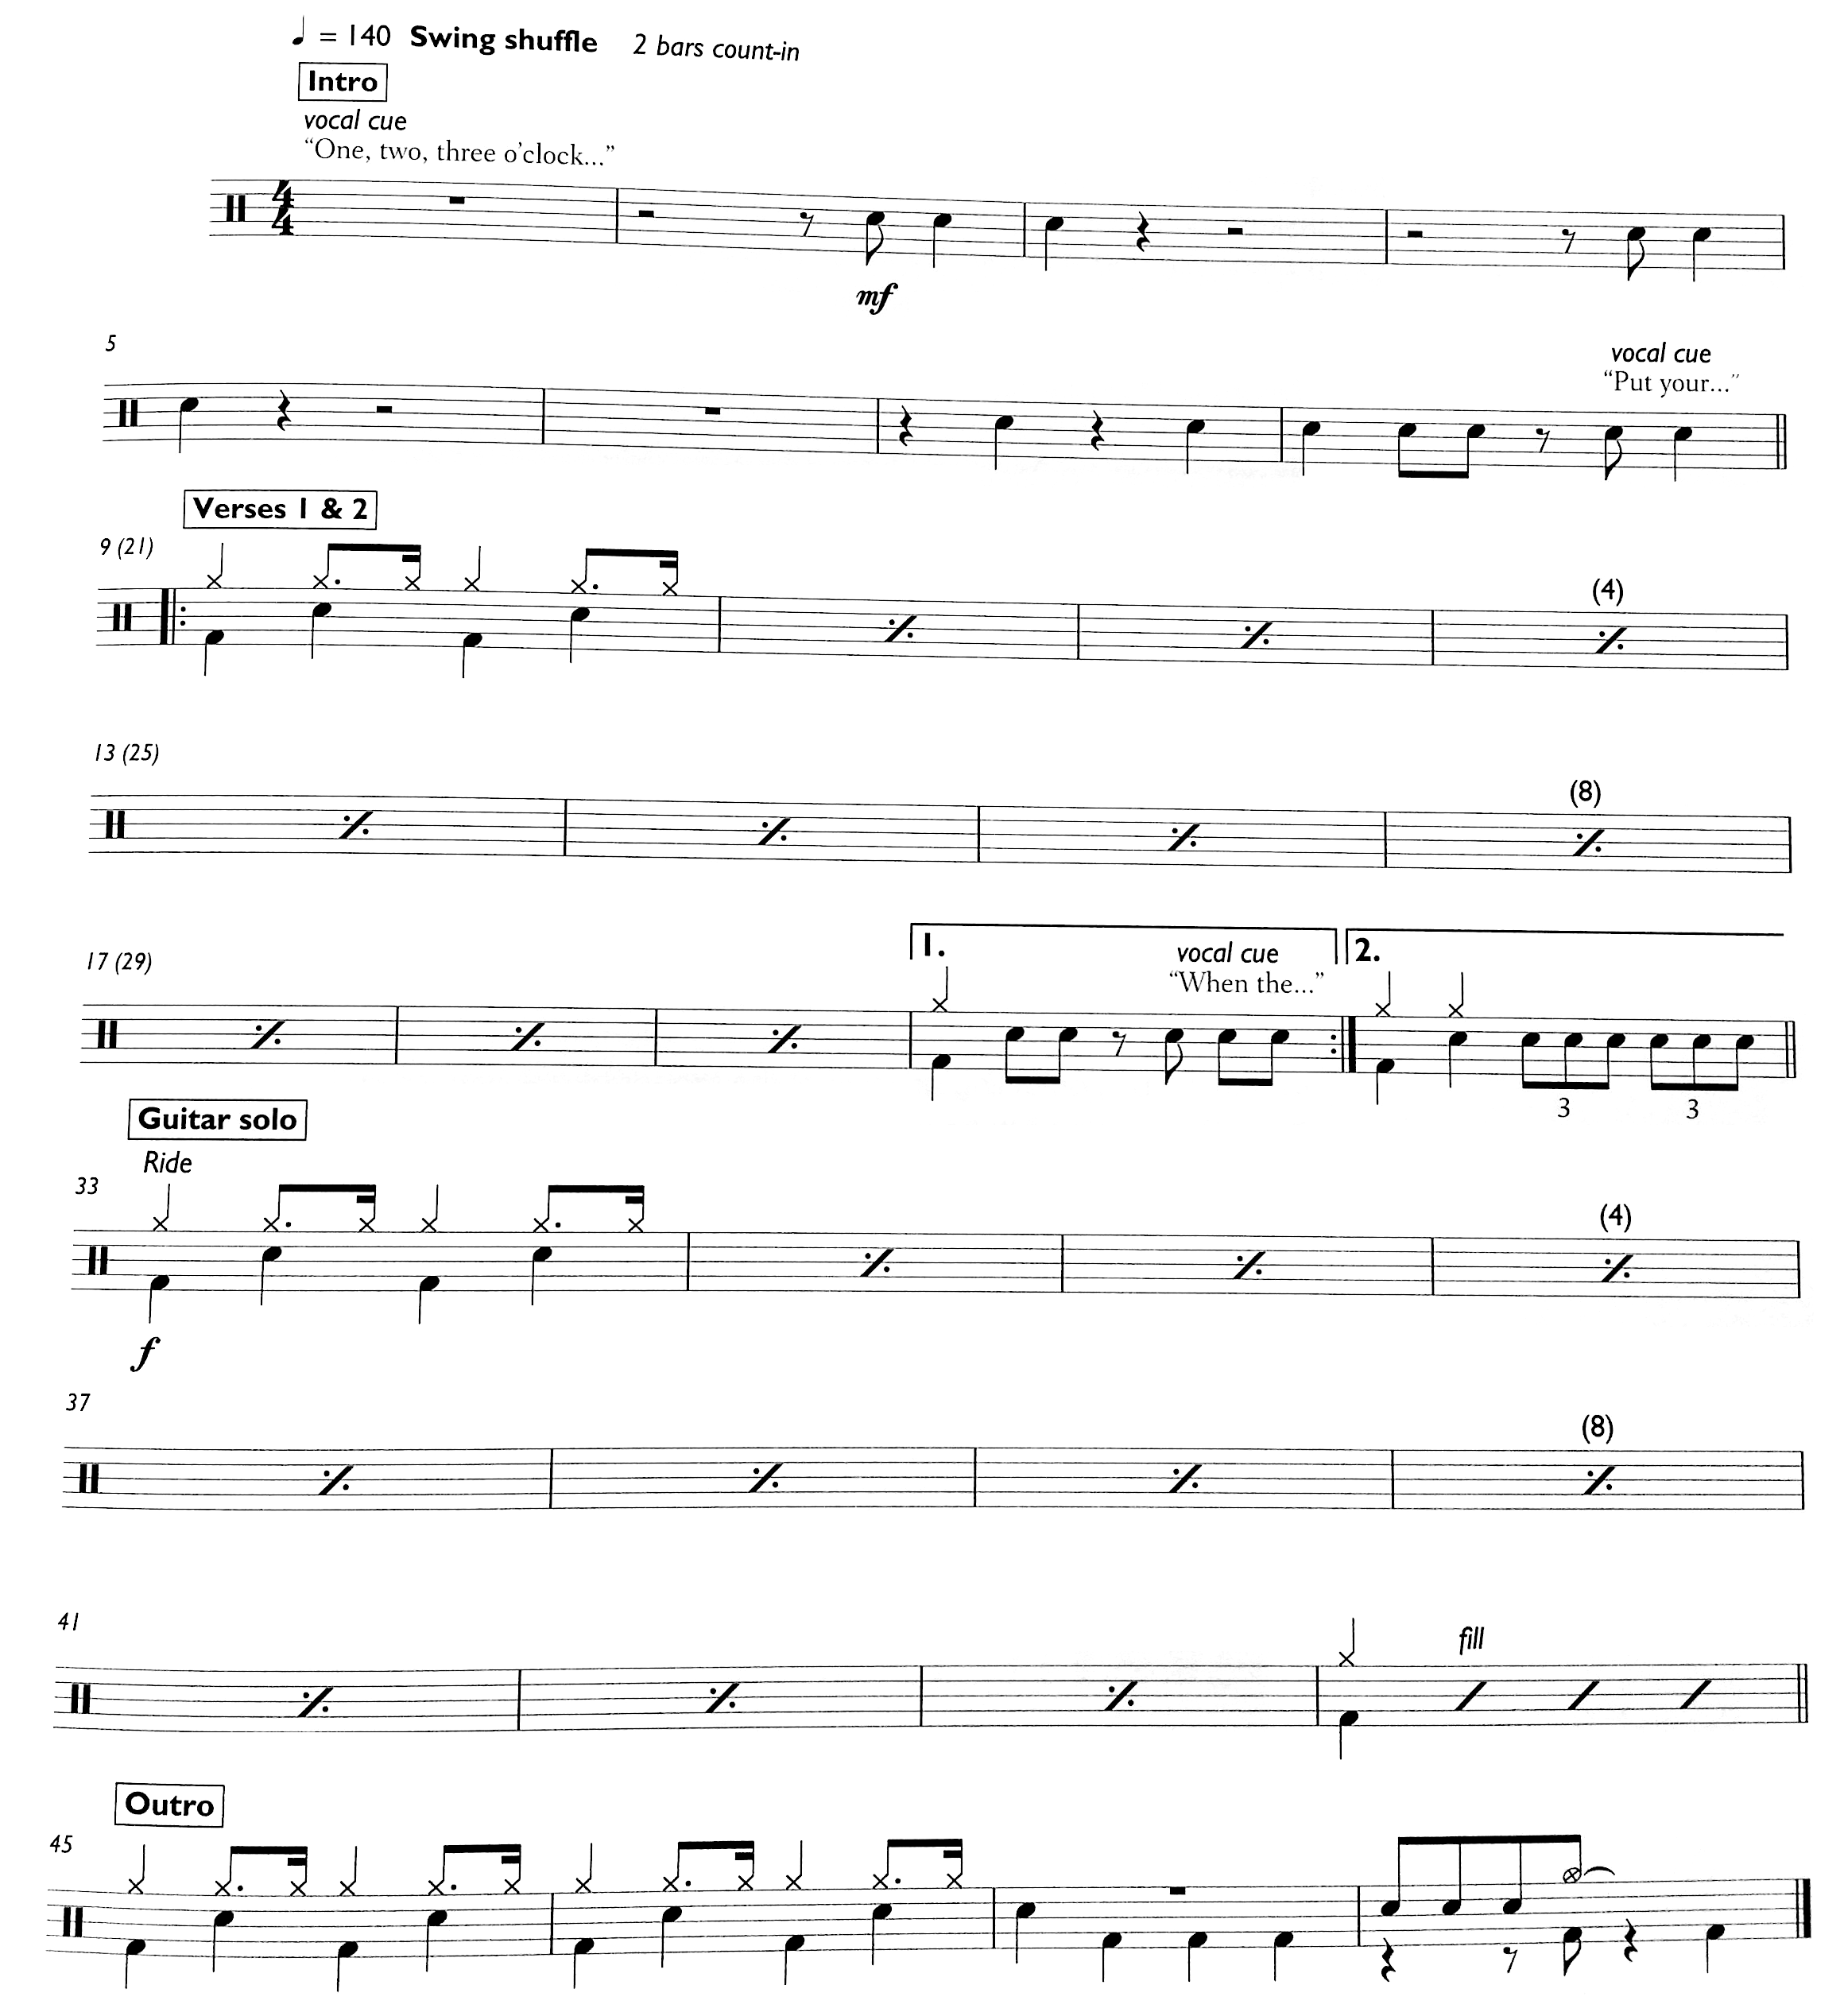 ♩ = 140 Swing shuffle 2 bars count-in
Intro
vocal cue
“One, two, three o’clock...”
4
4
mf
5
vocal cue
“Put your...”
Verses 1 & 2
9 (21)
(4)
13 (25)
(8)
17 (29)
1.
vocal cue
“When the...”
2.
3
3
Guitar solo
Ride
33
(4)
f
37
(8)
41
fill
Outro
45